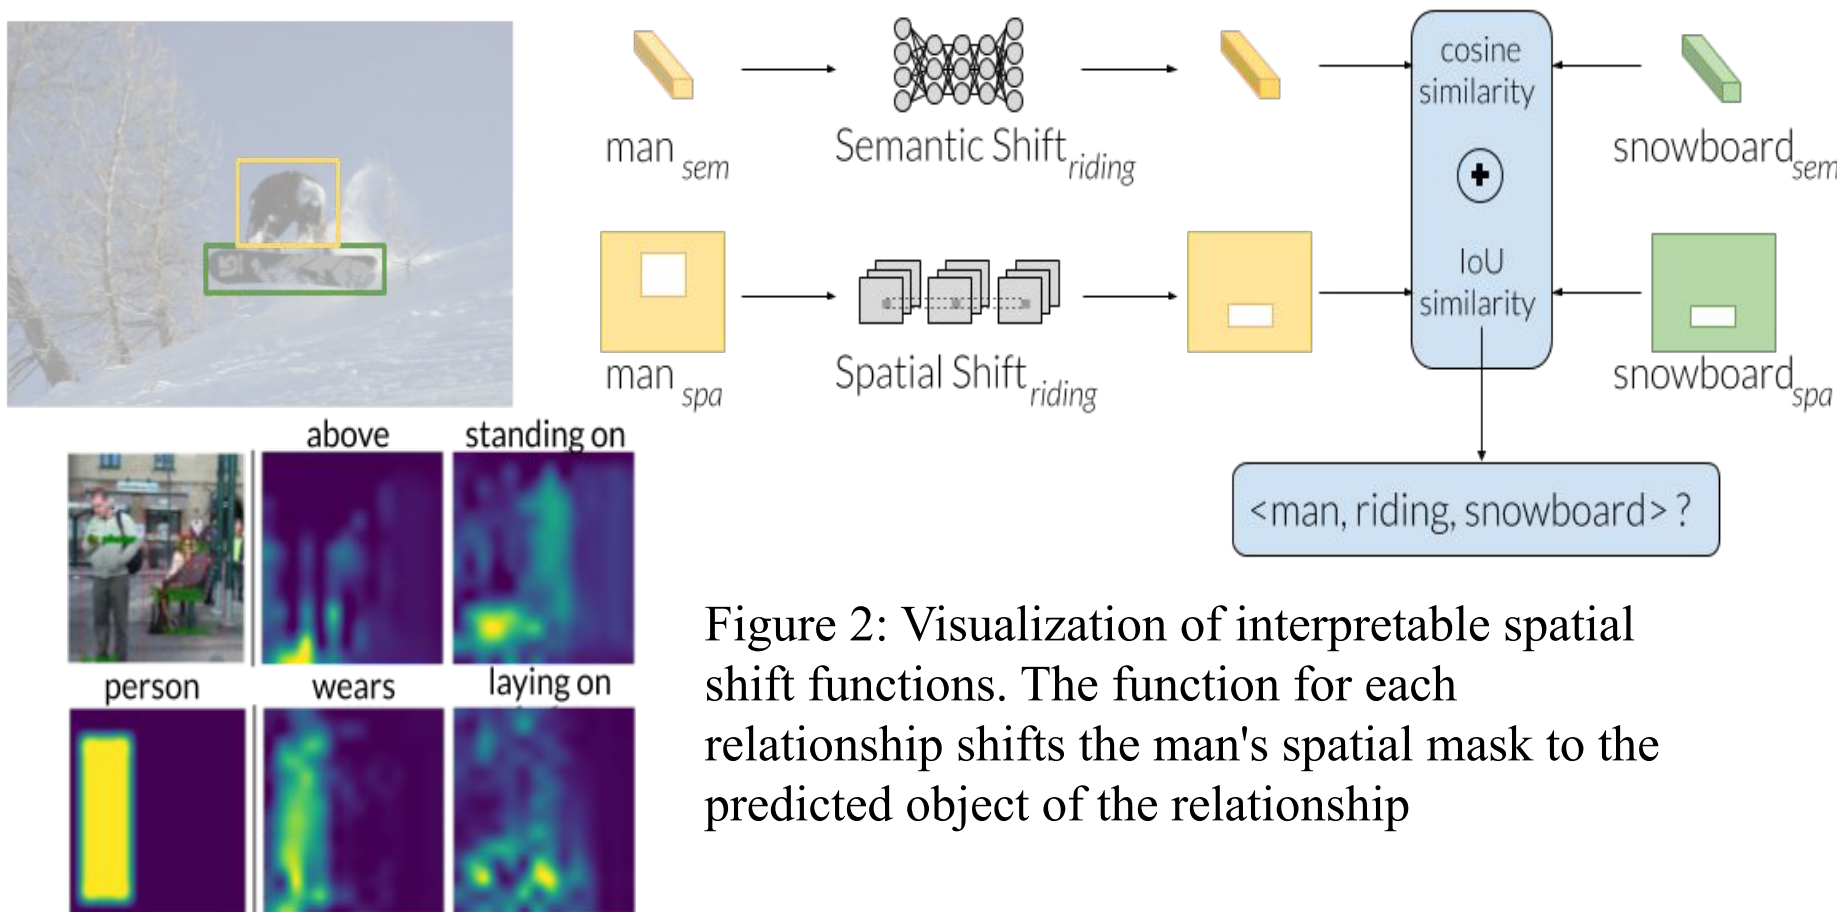 cosine
similarity
man sem
Semantic Shift riding
snowboard sem
IoU
similarity
man spa
Spatial Shift riding
snowboard spa
<man, riding, snowboard> ?
above
standing on
person
wears
laying on
Figure 2: Visualization of interpretable spatial
shift functions. The function for each
relationship shifts the man's spatial mask to the
predicted object of the relationship